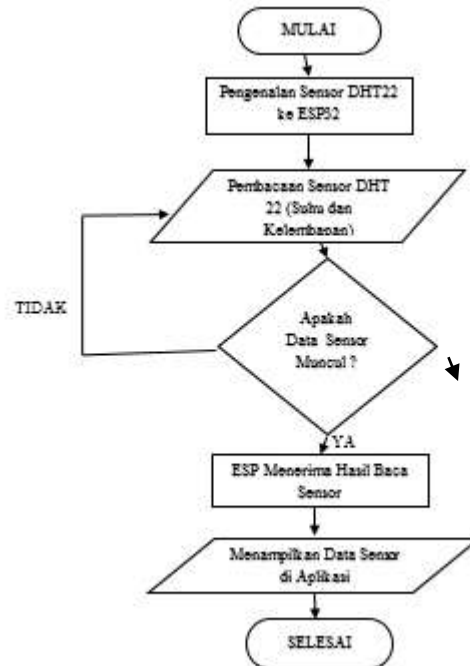 MULAI
Pengenalan Sensor DHT22
ke ESP32
Pembacaan Sensor DHT
22 (Suhu dan
Kelembapan)
TIDAK
Apakah
Data Sensor
Muncul ?
YA
ESP Menerima Hasil Baca
Sensor
Menampilkan Data Sensor
di Aplikasi
SELESAI